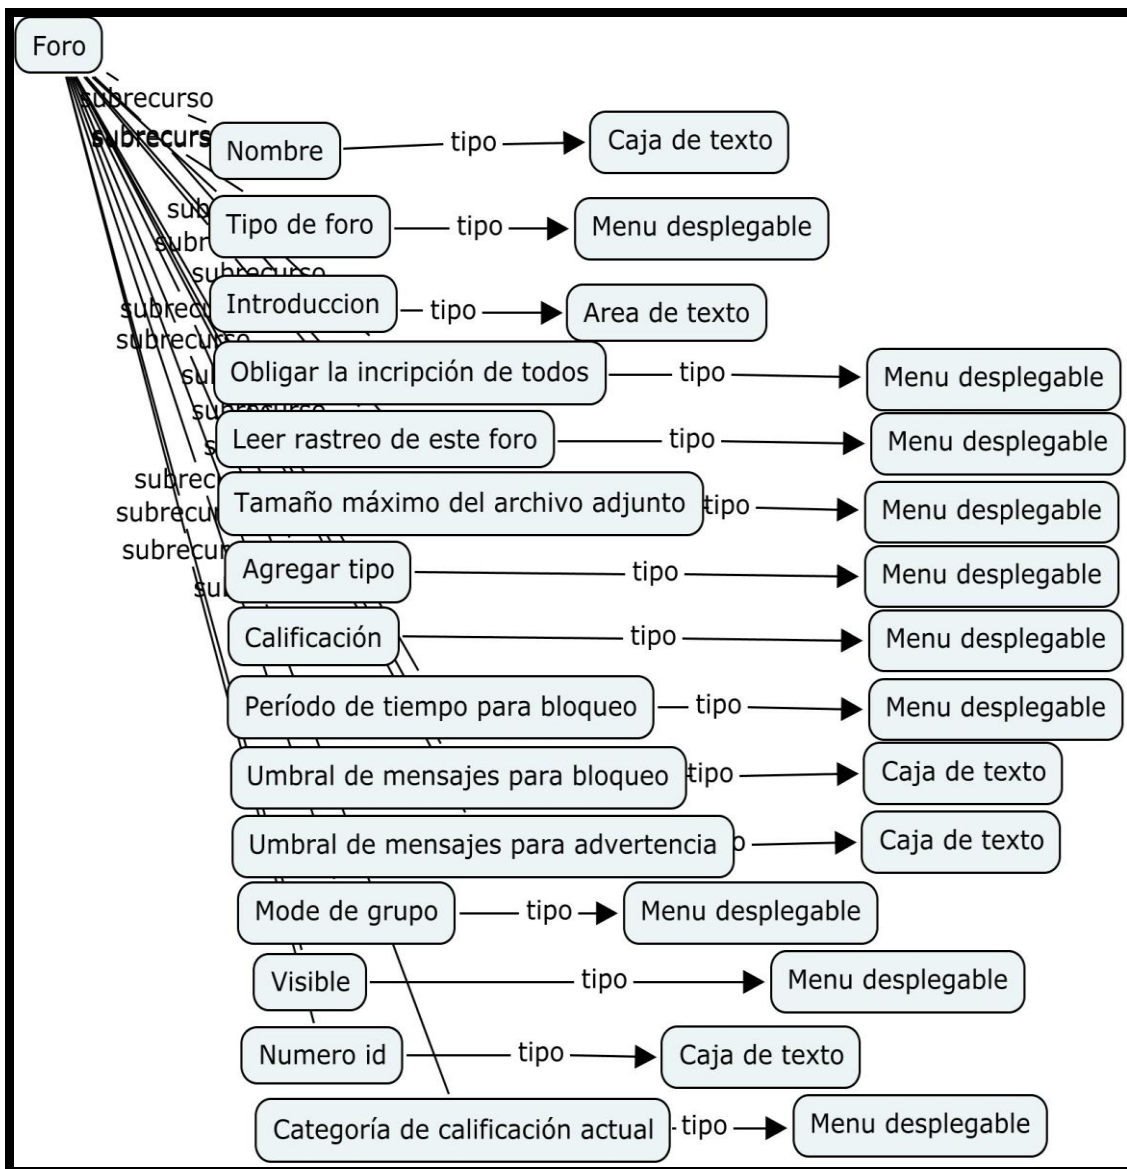 Foro
subrecurso
subrecurs
Nombre tipo Caja de texto
Tipo de foro tipo Menu desplegable
subrecurso
Introduccion tipo Area de texto
subrecurso
Obligar la incripción de todos tipo Menu desplegable
subrecurso
Leer rastreo de este foro tipo Menu desplegable
Tamaño máximo del archivo adjunto tipo Menu desplegable
Agregar tipo tipo Menu desplegable
Calificación tipo Menu desplegable
Período de tiempo para bloqueo tipo Menu desplegable
Umbral de mensajes para bloqueo tipo Caja de texto
Umbral de mensajes para advertencia Caja de texto
Mode de grupo tipo Menu desplegable
Visible tipo Menu desplegable
Numero id tipo Caja de texto
Categoría de calificación actual tipo Menu desplegable